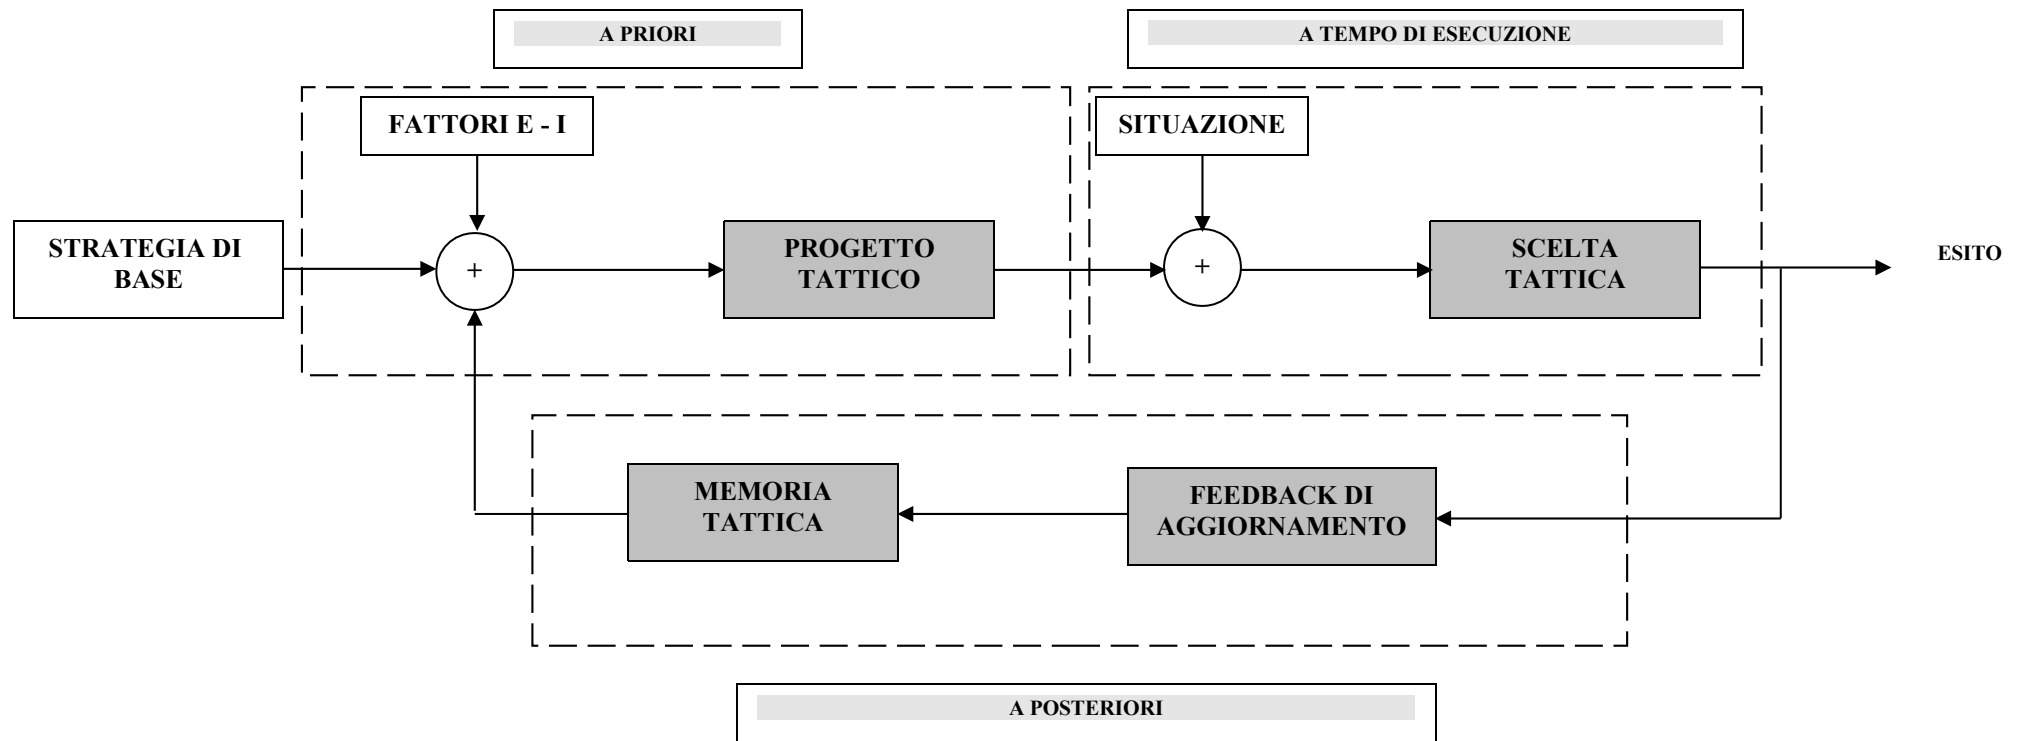 A PRIORI
A TEMPO DI ESECUZIONE
FATTORI E - I
SITUAZIONE
STRATEGIA DI
BASE
+
PROGETTO
TATTICO
+
SCELTA
TATTICA
ESITO
MEMORIA
TATTICA
FEEDBACK DI
AGGIORNAMENTO
A POSTERIORI